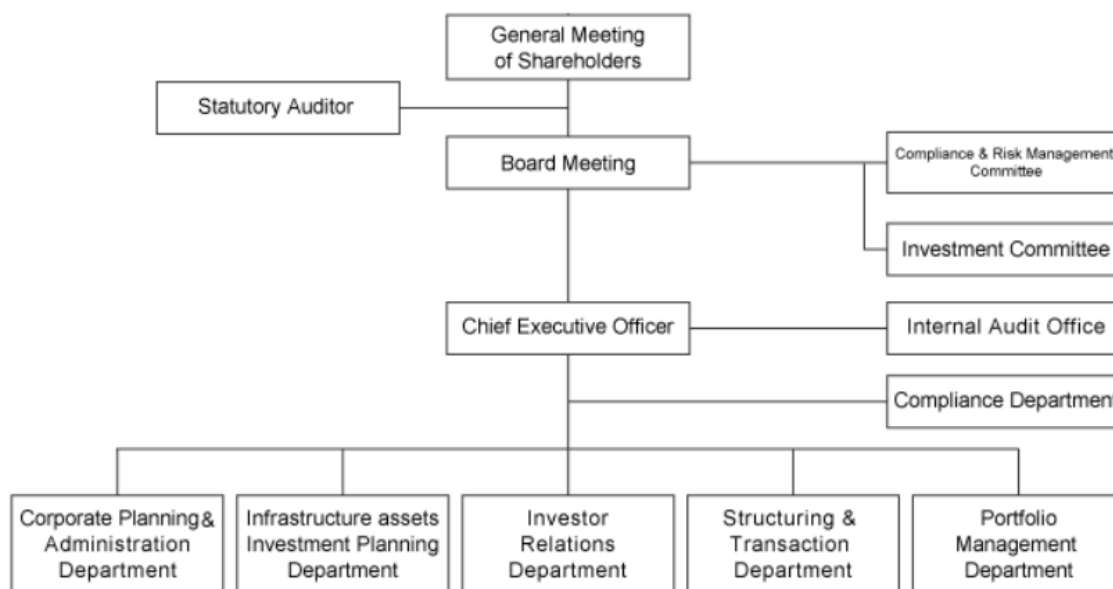 General Meeting
of Shareholders
Statutory Auditor
Board Meeting
Compliance & Risk Management
Committee
Investment Committee
Chief Executive Officer
Internal Audit Office
Compliance Department
Corporate Planning&
Administration
Department
Infrastructure assets
Investment Planning
Department
Investor
Relations
Department
Structuring &
Transaction
Department
Portfolio
Management
Department